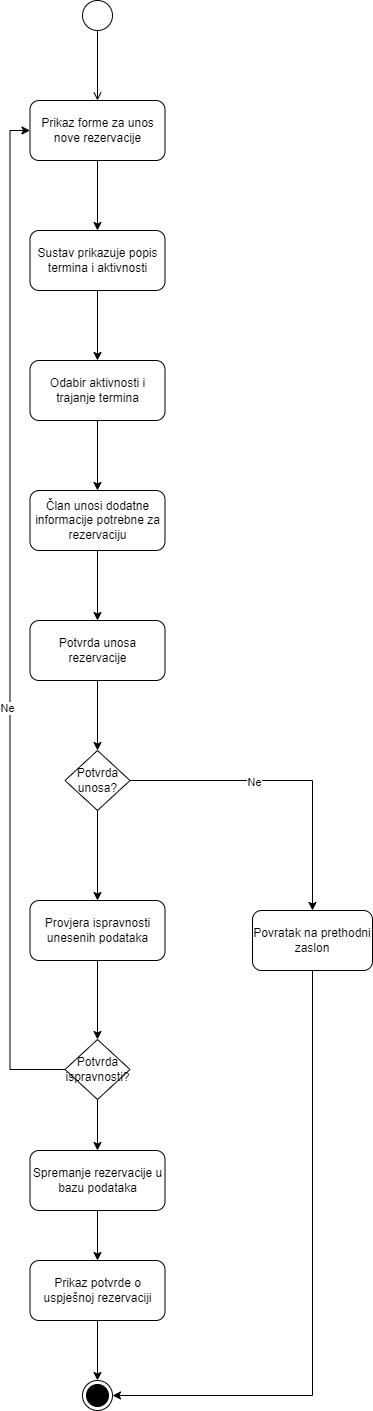 Prikaz forme za unos
nove rezervacije
Sustav prikazuje popis
termina i aktivnosti
Odabir aktivnosti i
trajanje termina
Član unosi dodatne
informacije potrebne za
rezervaciju
Potvrda unosa
rezervacije
Ne
Potvrda
unosa?
Ne
Provjera ispravnosti
unesenih podataka
Povratak na prethodni
zaslon
Potvrda
ispravnosti?
Spremanje rezervacije u
bazu podataka
Prikaz potvrde o
uspješnoj rezervaciji